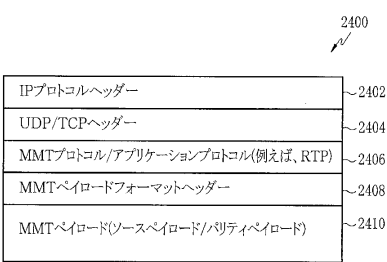 2400
IPプロトコルヘッダー 2402
UDP/TCPヘッダー 2404
MMTプロトコル/アプリケーションプロトコル(例えば、RTP) 2406
MMTペイロードフォーマットヘッダー 2408
MMTペイロード(ソースペイロード/パリティペイロード) 2410